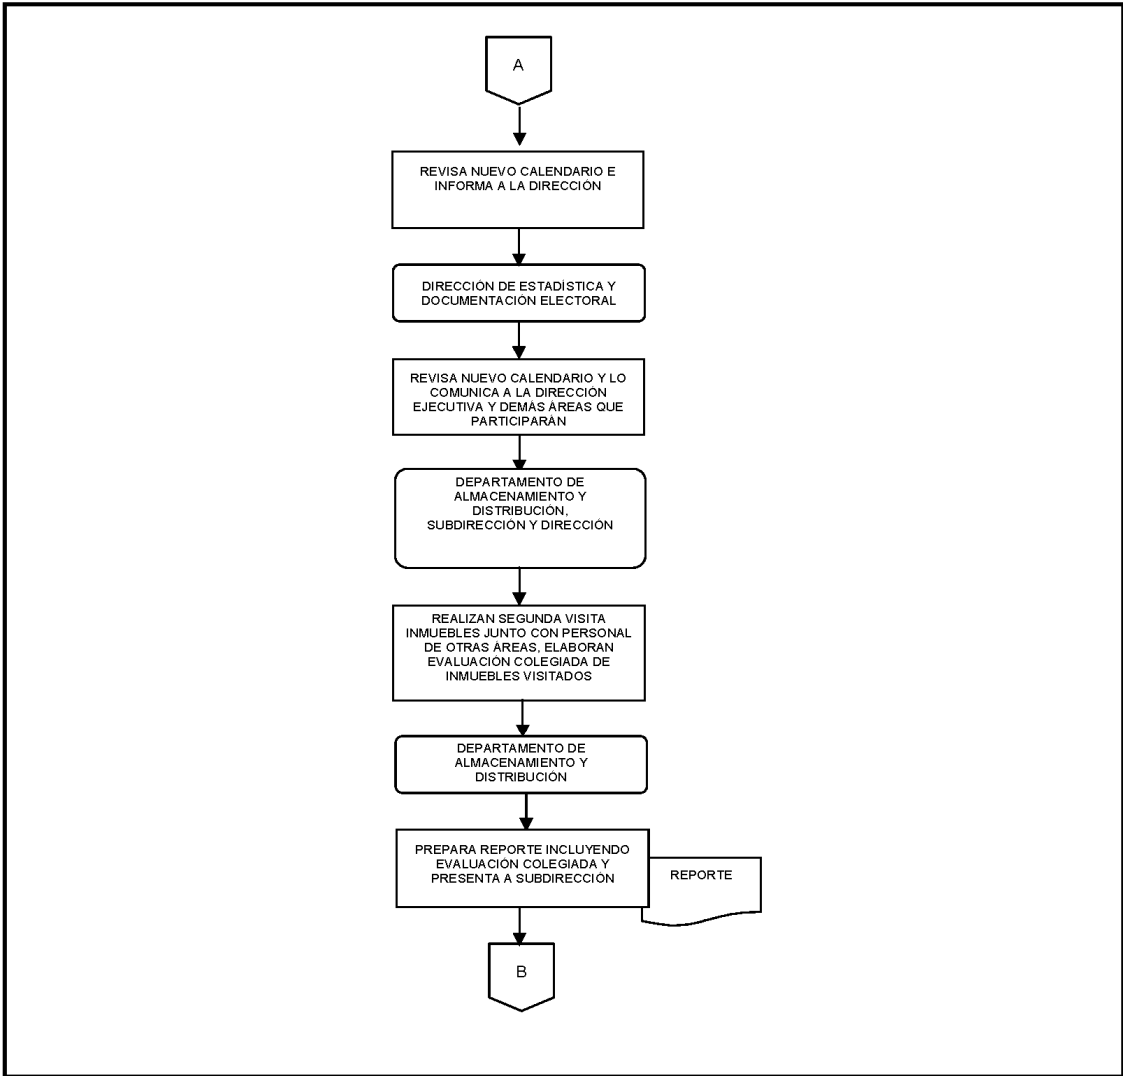 A
REVISA NUEVO CALENDARIO E
INFORMA A LA DIRECCIÓN
DIRECCIÓN DE ESTADÍSTICA Y
DOCUMENTACIÓN ELECTORAL
REVISA NUEVO CALENDARIO Y LO
COMUNICA A LA DIRECCIÓN
EJECUTIVA Y DEMÁS ÁREAS QUE
PARTICIPARÁN
DEPARTAMENTO DE
ALMACENAMIENTO Y
DISTRIBUCIÓN,
SUBDIRECCIÓN Y DIRECCIÓN
REALIZAN SEGUNDA VISITA
INMUEBLES JUNTO CON PERSONAL
DE OTRAS ÁREAS, ELABORAN
EVALUACIÓN COLEGIADA DE
INMUEBLES VISITADOS
DEPARTAMENTO DE
ALMACENAMIENTO Y
DISTRIBUCIÓN
PREPARA REPORTE INCLUYENDO
EVALUACIÓN COLEGIADA Y
PRESENTA A SUBDIRECCIÓN
REPORTE
B